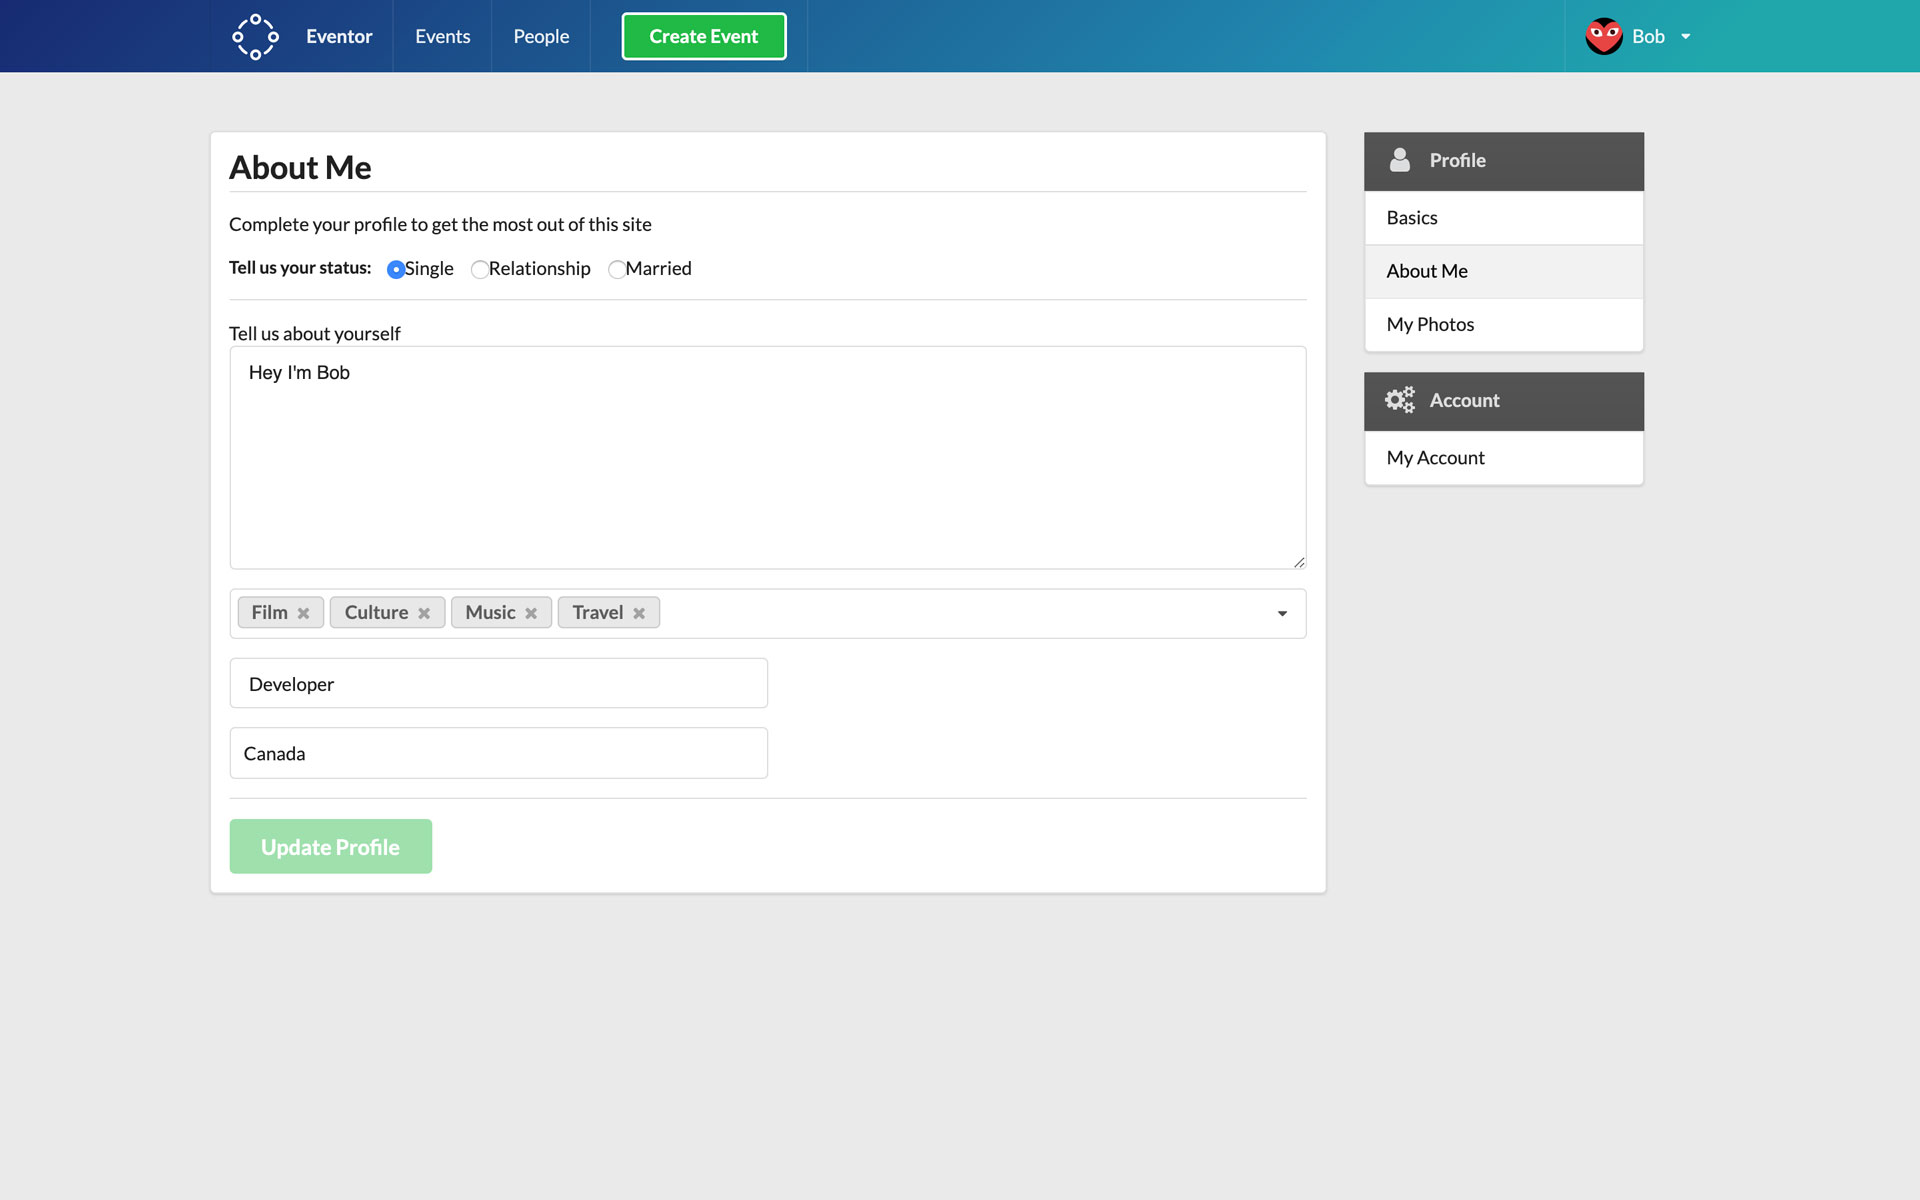 Eventor Events People Create Event Bob
About Me
Complete your profile to get the most out of this site
Tell us your status: Single Relationship Married
Tell us about yourself
Hey I'm Bob
Film Culture Music Travel
Developer
Canada
Update Profile
Profile
Basics
About Me
My Photos
Account
My Account